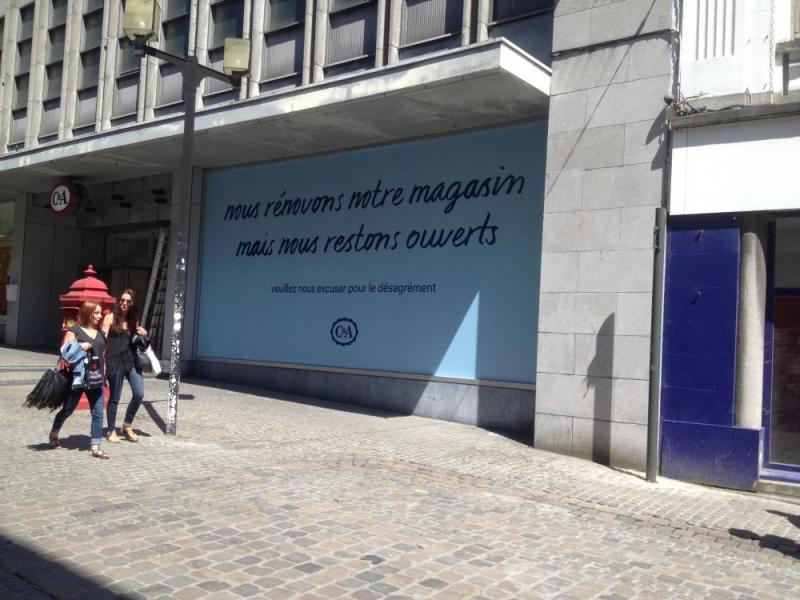 nous rénovons notre magasin
mais nous restons ouverts
veuillez nous excuser pour le désagrément
C&A
C&A